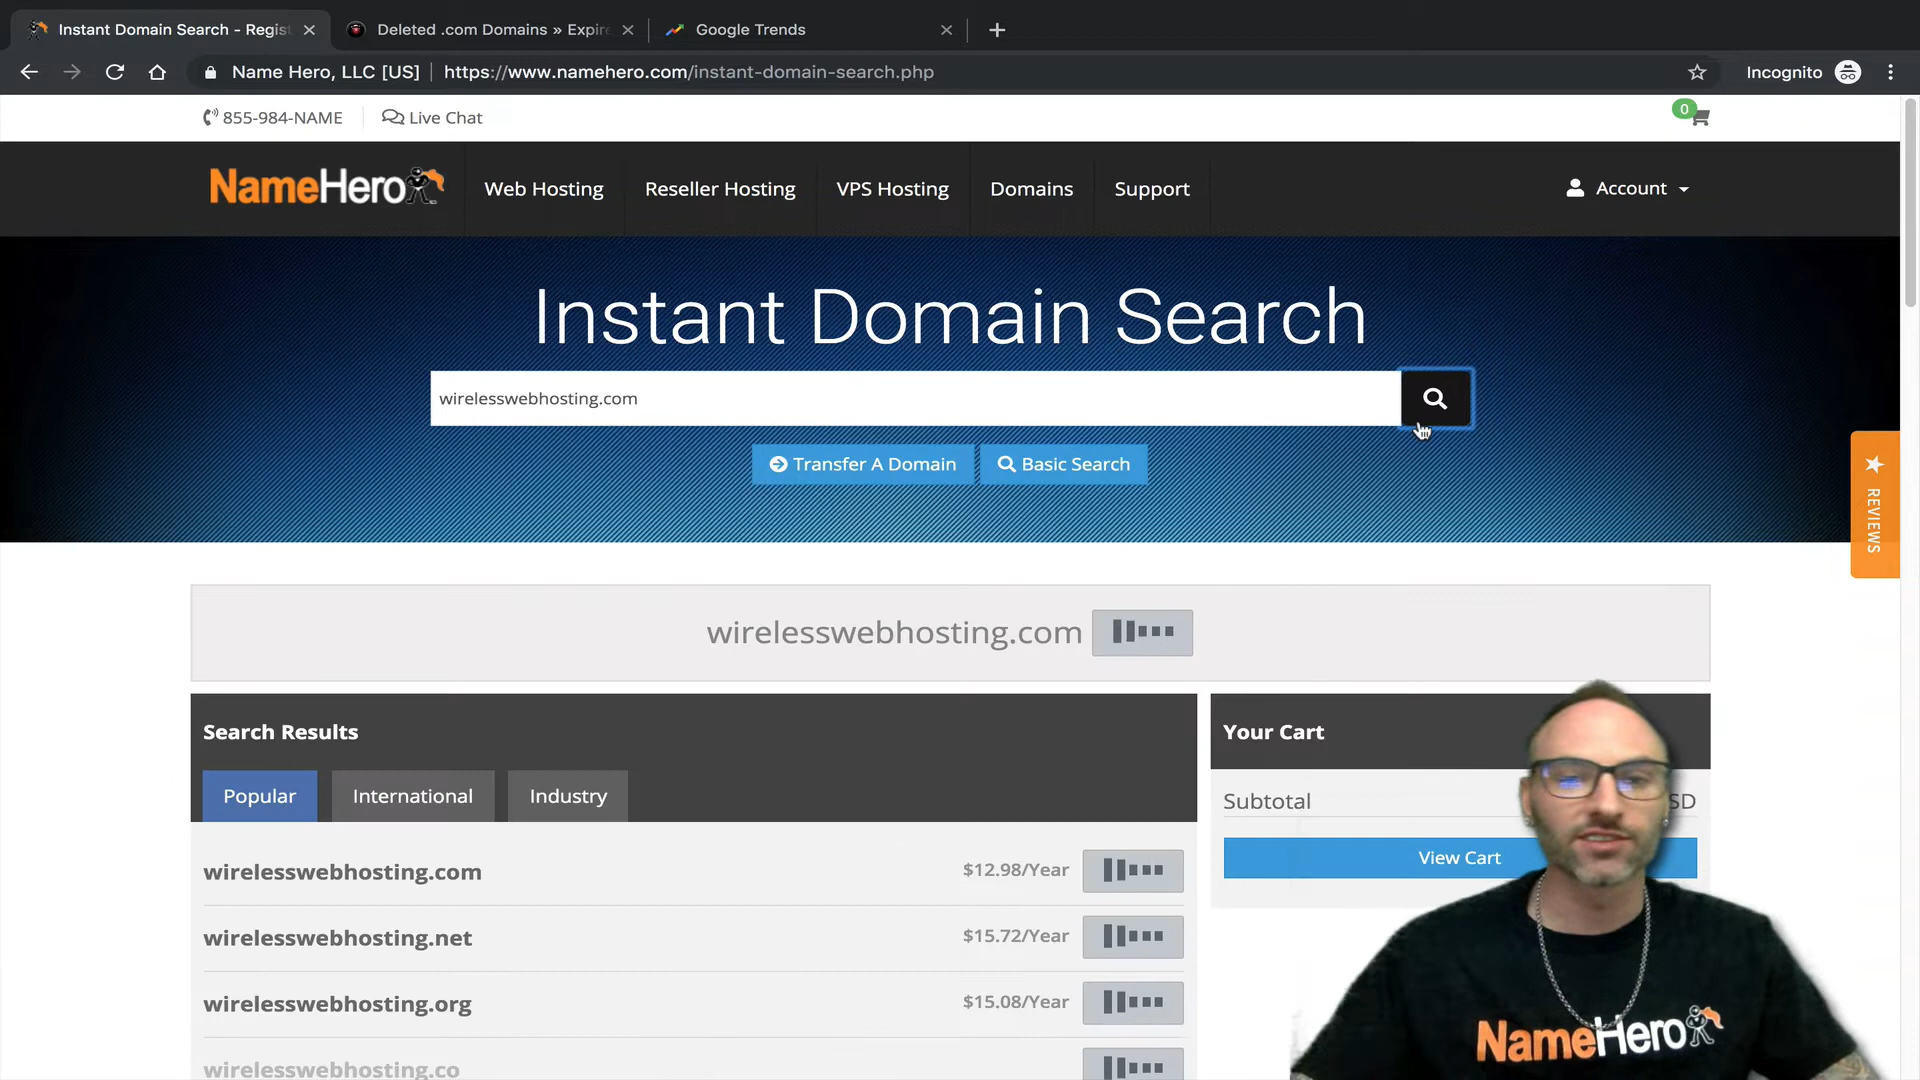 Instant Domain Search - Regist
Deleted .com Domains » Expire
Google Trends
Name Hero, LLC [US]
https://www.namehero.com/instant-domain-search.php
Incognito
855-984-NAME
Live Chat
0
NameHero
Web Hosting
Reseller Hosting
VPS Hosting
Domains
Support
Account
Instant Domain Search
wirelesswebhosting.com
Transfer A Domain
Basic Search
REVIEWS
wirelesswebhosting.com
Search Results
Popular
International
Industry
wirelesswebhosting.com $12.98/Year
wirelesswebhosting.net $15.72/Year
wirelesswebhosting.org $15.08/Year
wirelesswebhosting.co
Your Cart
Subtotal SD
View Cart
NameHero